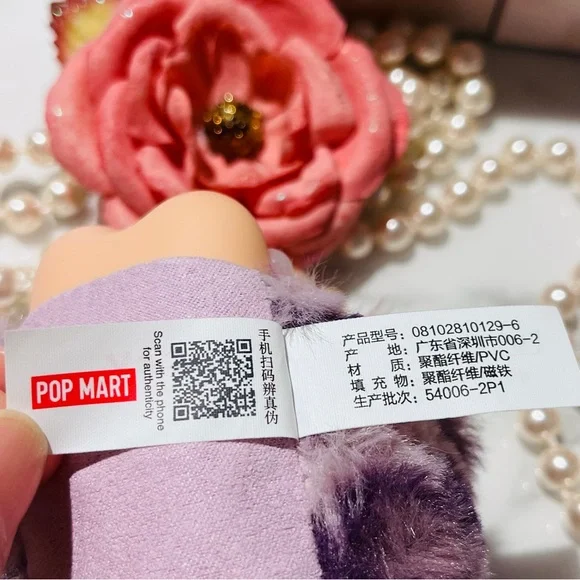 POP MART
Scan with the phone
for authenticity
手机扫码辨真伪
产品型号: 08102810129-6
产 地: 广东省深圳市006-2
材 质: 聚酯纤维/PVC
填 充 物: 聚酯纤维/磁铁
生产批次: 54006-2P1